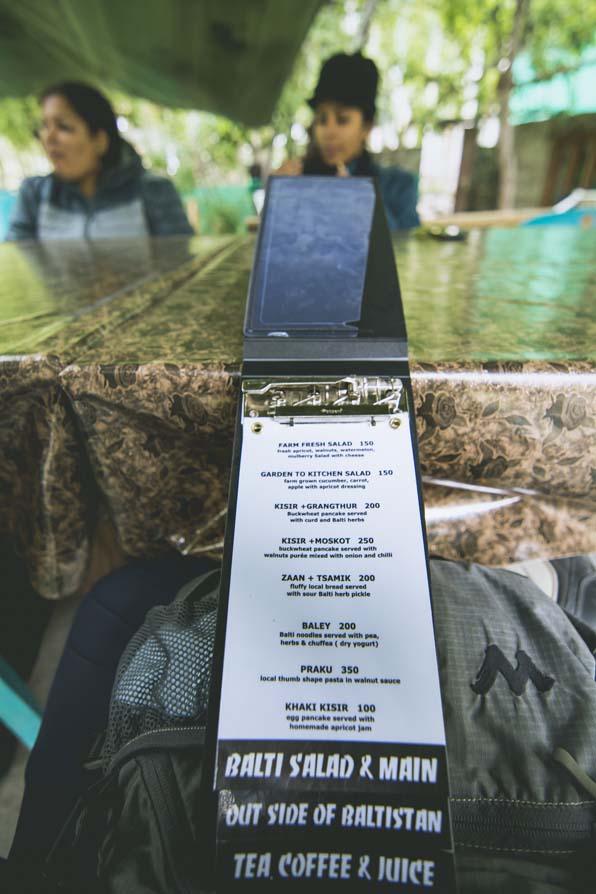 FARM FRESH SALAD 150
fresh apricot, walnuts, watermelon,
mulberry Salad with cheese
GARDEN TO KITCHEN SALAD 150
farm grown cucumber, carrot,
apple with apricot dressing
KISIR +GRANGTHUR 200
Buckwheat pancake served
with curd and Balti herbs
KISIR +MOSKOT 250
buckwheat pancake served with
walnuts purée mixed with onion and chilli
ZAAN + TSAMIK 200
fluffy local bread served
with sour Balti herb pickle
BALEY 200
Balti noodles served with pea,
herbs & chuffea ( dry yogurt)
PRAKU 350
local thumb shape pasta in walnut sauce
KHAKI KISIR 100
egg pancake served with
homemade apricot jam
BALTI SALAD & MAIN
OUT SIDE OF BALTISTAN
TEA, COFFEE & JUICE